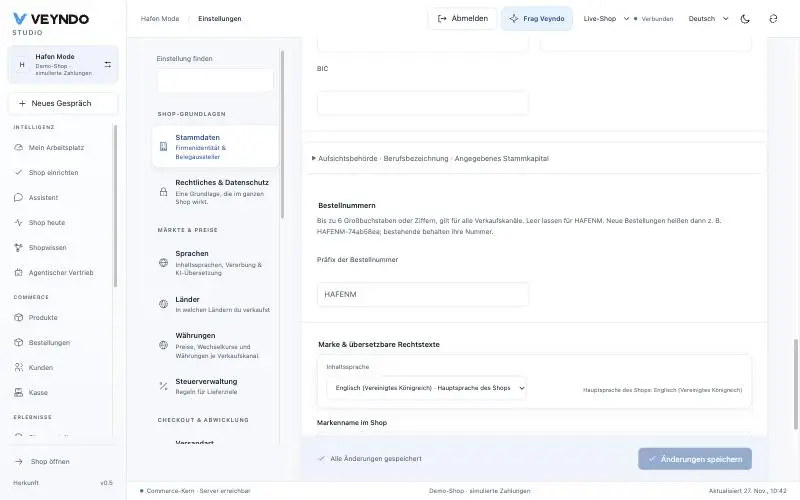 VEYNDO
STUDIO
H
Hafen Mode
Demo-Shop ·
simulierte Zahlungen
+ Neues Gespräch
INTELLIGENZ
Mein Arbeitsplatz
Shop einrichten
Assistent
Shop heute
Shopwissen
Agentischer Vertrieb
COMMERCE
Produkte
Bestellungen
Kunden
Kasse
ERLEBNISSE
Shop öffnen
Herkunft
v0.5
Hafen Mode / Einstellungen
Abmelden
Frag Veyndo
Live-Shop
Verbunden
Deutsch
Einstellung finden
SHOP-GRUNDLAGEN
Stammdaten
Firmenidentität &
Belegaussteller
Rechtliches & Datenschutz
Eine Grundlage, die im ganzen
Shop wirkt.
MÄRKTE & PREISE
Sprachen
Inhaltssprachen, Vererbung &
KI-Übersetzung
Länder
In welchen Ländern du verkaufst
Währungen
Preise, Wechselkurse und
Währungen je Verkaufskanal.
Steuerverwaltung
Regeln für Lieferziele
CHECKOUT & ABWICKLUNG
Versandart
BIC
Aufsichtsbehörde · Berufsbezeichnung · Angegebenes Stammkapital
Bestellnummern
Bis zu 6 Großbuchstaben oder Ziffern, gilt für alle Verkaufskanäle. Leer lassen für HAFENM. Neue Bestellungen heißen dann z. B.
HAFENM-74ab58ea; bestehende behalten ihre Nummer.
Präfix der Bestellnummer
HAFENM
Marke & übersetzbare Rechtstexte
Inhaltssprache
Englisch (Vereinigtes Königreich) · Hauptsprache des Shops
Hauptsprache des Shops: Englisch (Vereinigtes Königreich)
Markenname im Shop
Alle Änderungen gespeichert
Änderungen speichern
Commerce-Kern · Server erreichbar
Demo-Shop · simulierte Zahlungen
Aktualisiert 27. Nov., 10:42